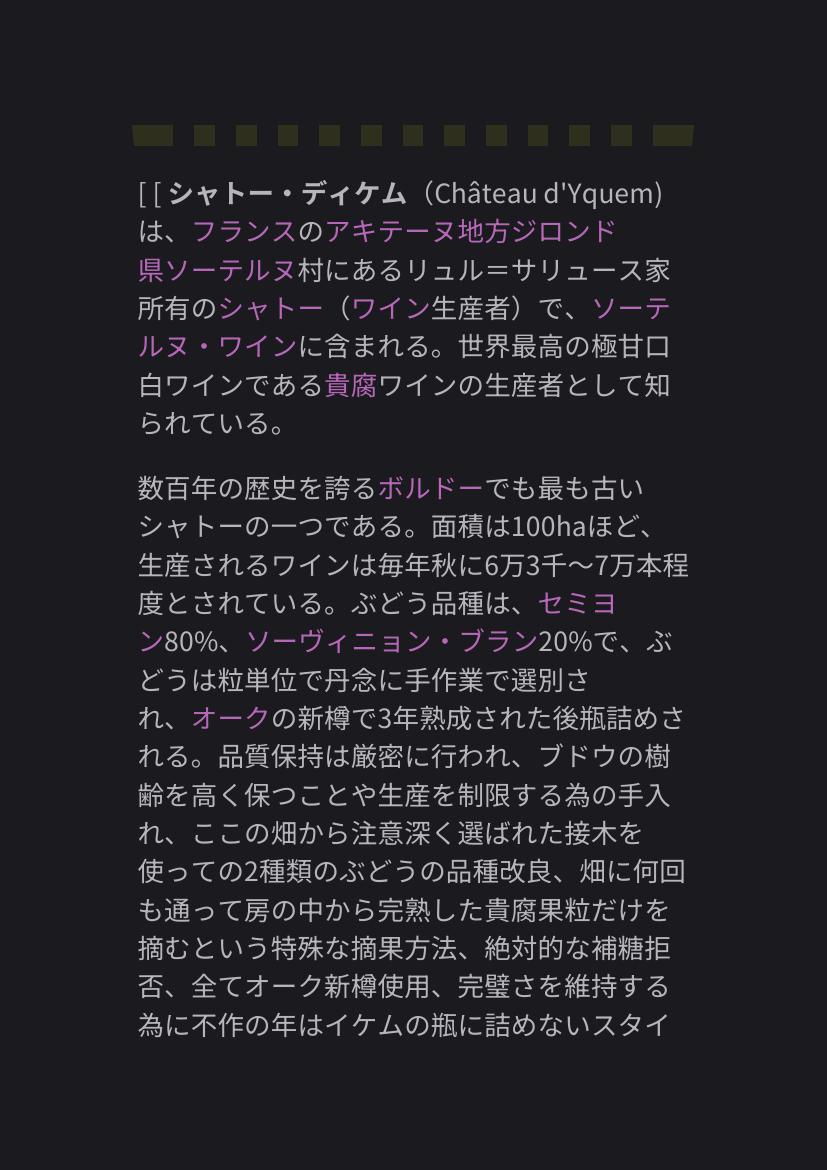 [ [ シャトー・ディケム（Château d'Yquem)
は、フランスのアキテーヌ地方ジロンド
県ソーテルヌ村にあるリュル＝サリュース家
所有のシャトー（ワイン生産者）で、ソーテ
ルヌ・ワインに含まれる。世界最高の極甘口
白ワインである貴腐ワインの生産者として知
られている。
数百年の歴史を誇るボルドーでも最も古い
シャトーの一つである。面積は100haほど、
生産されるワインは毎年秋に6万3千〜7万本程
度とされている。ぶどう品種は、セミヨ
ン80%、ソーヴィニョン・ブラン20%で、ぶ
どうは粒単位で丹念に手作業で選別さ
れ、オークの新樽で3年熟成された後瓶詰めさ
れる。品質保持は厳密に行われ、ブドウの樹
齢を高く保つことや生産を制限する為の手入
れ、ここの畑から注意深く選ばれた接木を
使っての2種類のぶどうの品種改良、畑に何回
も通って房の中から完熟した貴腐果粒だけを
摘むという特殊な摘果方法、絶対的な補糖拒
否、全てオーク新樽使用、完璧さを維持する
為に不作の年はイケムの瓶に詰めないスタイ